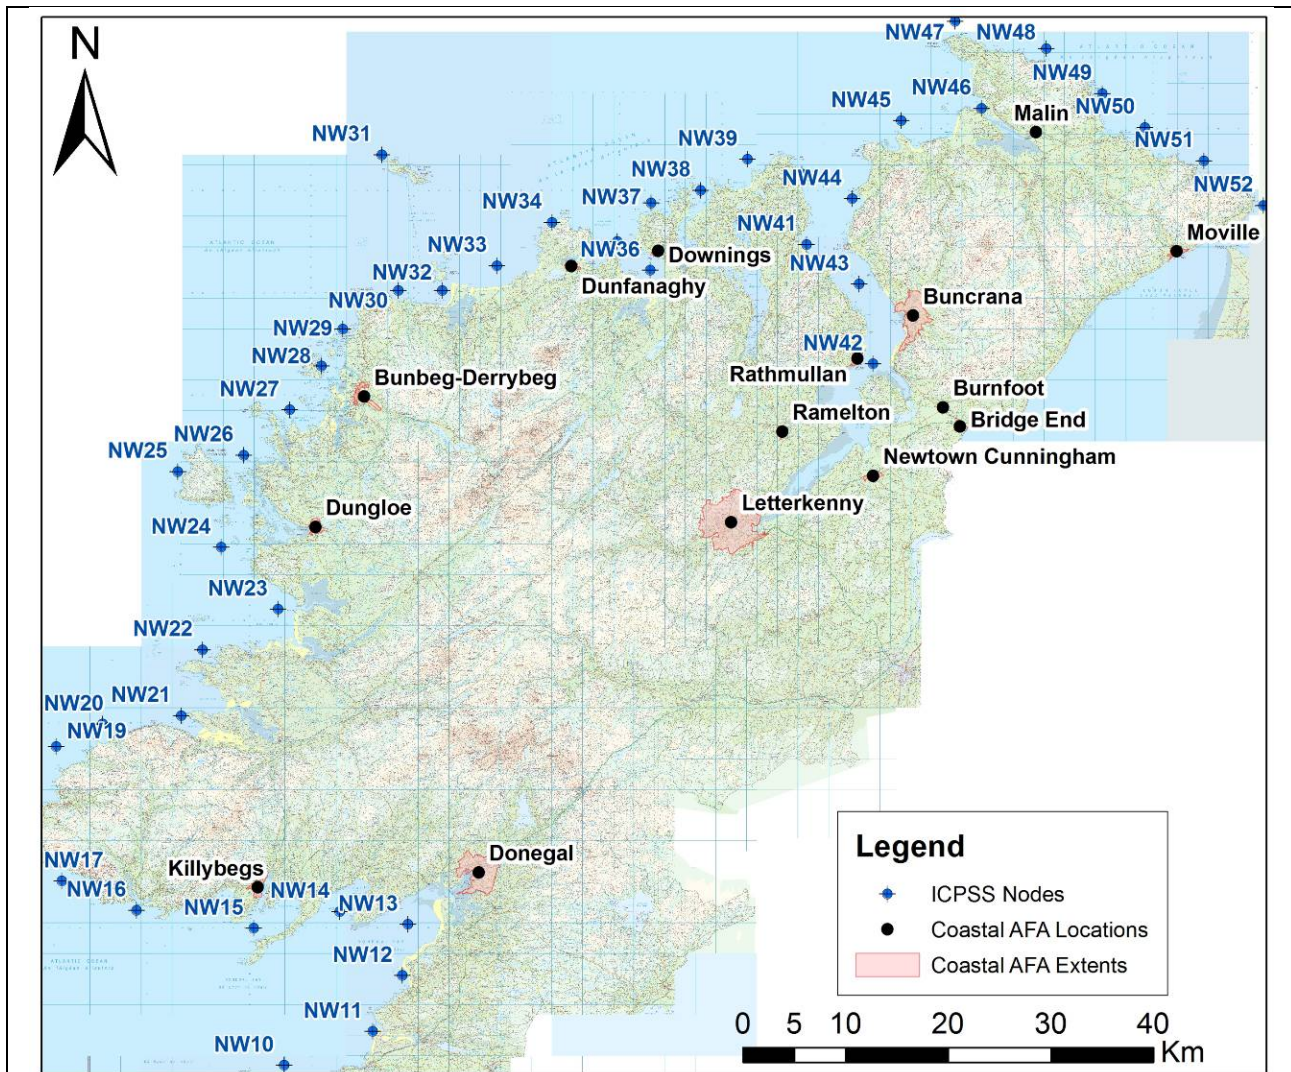 N
NW47
NW48
NW49
NW46
NW50
NW45
Malin
NW51
NW31
NW39
NW38
NW52
NW44
NW37
NW34
NW41
Moville
NW36
Downings
NW33
NW43
Dunfanaghy
NW32
NW30
Buncrana
NW29
NW28
NW42
Rathmullan
Bunbeg-Derrybeg
NW27
Burnfoot
Ramelton
Bridge End
NW26
NW25
Newtown Cunningham
Letterkenny
Dungloe
NW24
NW23
NW22
NW21
NW20
NW19
Donegal
Legend
NW17
Killybegs
NW16
NW14
NW13
NW15
ICPSS Nodes
Coastal AFA Locations
Coastal AFA Extents
NW12
NW11
NW10
0 5 10 20 30 40
Km